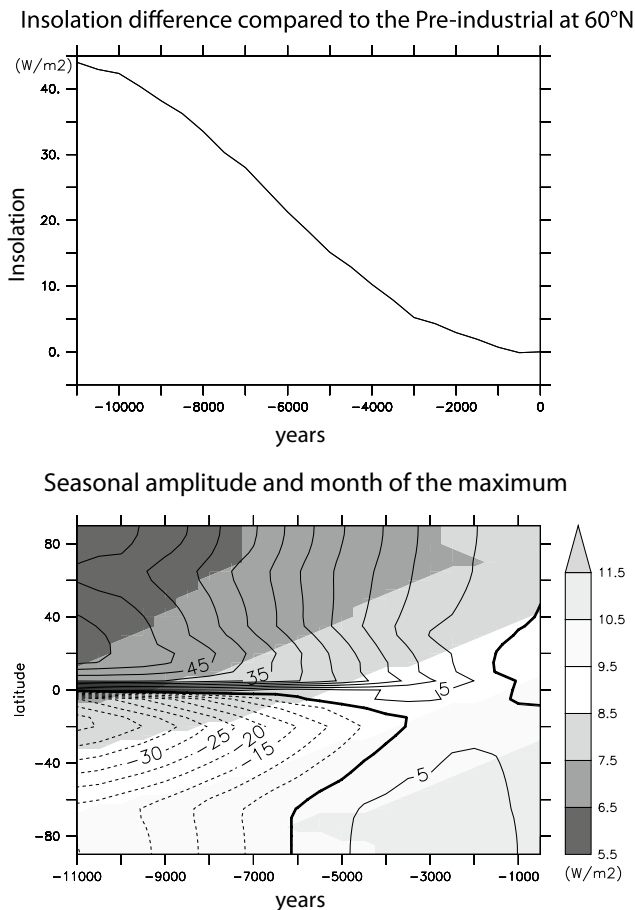 Insolation difference compared to the Pre-industrial at 60°N
(W/m2)
40.
30.
20.
10.
0.
Insolation
-10000 -8000 -6000 -4000 -2000 0
years
Seasonal amplitude and month of the maximum
80
40
0
-40
-80
latitude
45
35
5
-30
-25
-20
-15
5
-11000 -9000 -7000 -5000 -3000 -1000
years
11.5
10.5
9.5
8.5
7.5
6.5
5.5
(W/m2)